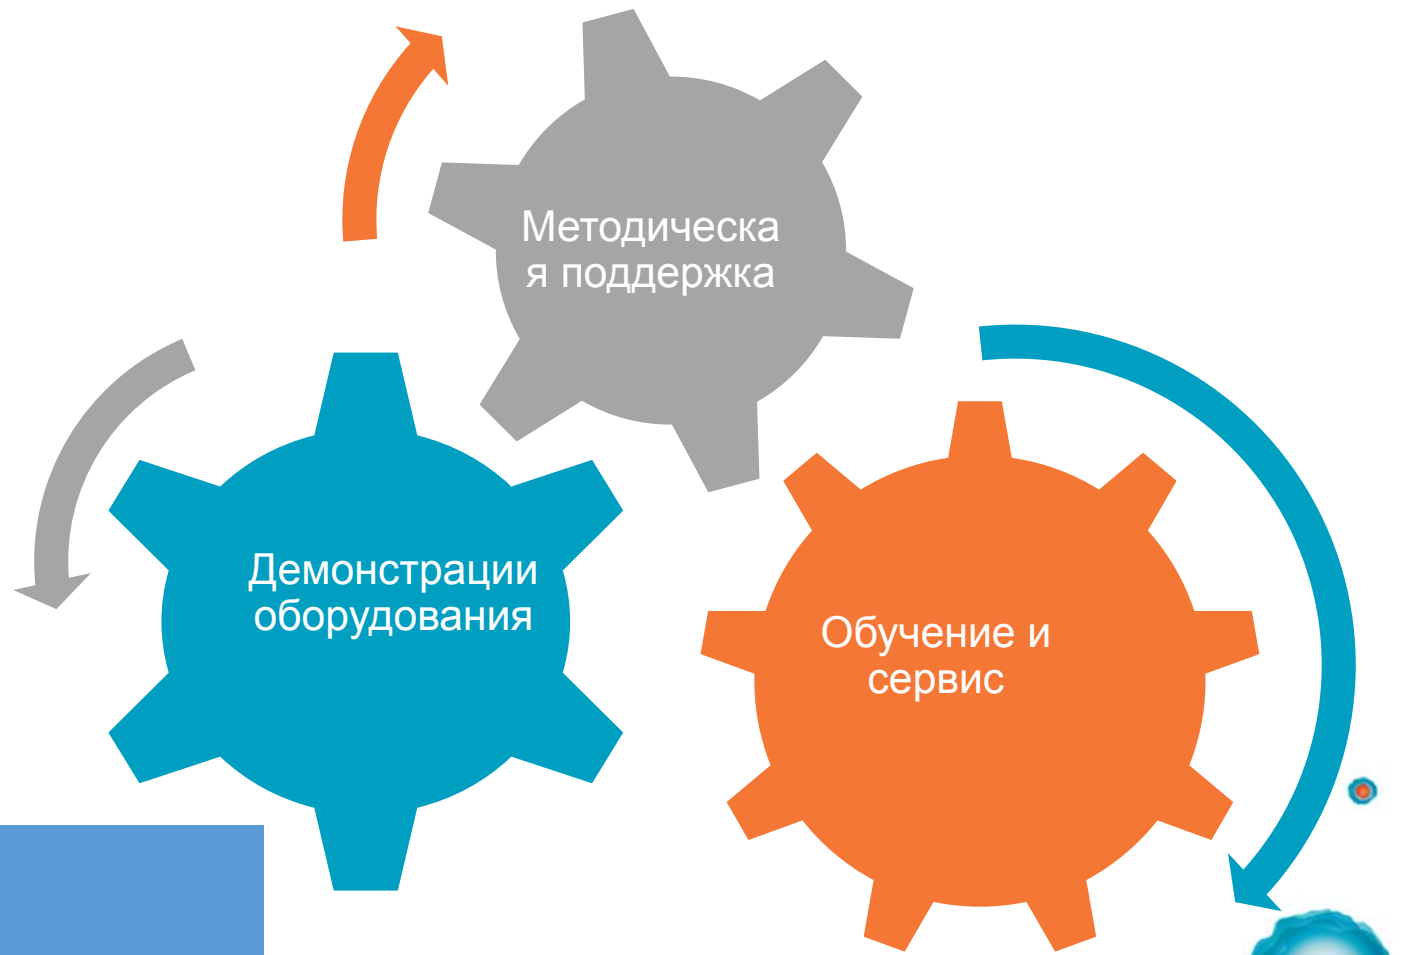 Методическа
я поддержка
Демонстрации
оборудования
Обучение и
сервис